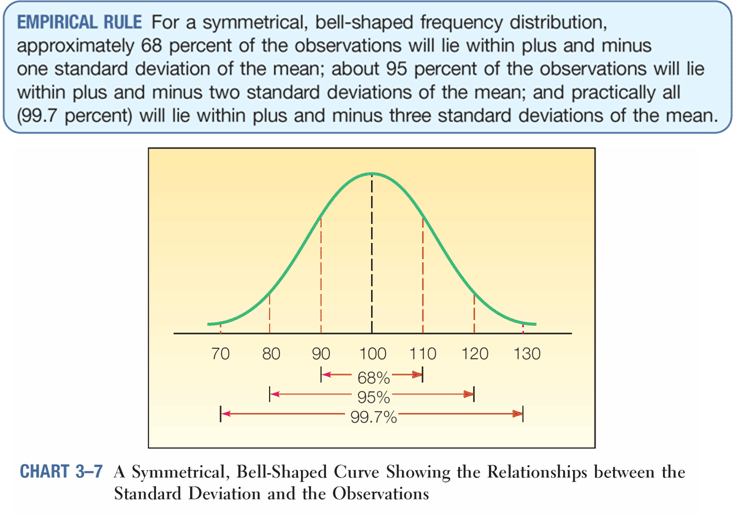 EMPIRICAL RULE For a symmetrical, bell-shaped frequency distribution,
approximately 68 percent of the observations will lie within plus and minus
one standard deviation of the mean; about 95 percent of the observations will lie
within plus and minus two standard deviations of the mean; and practically all
(99.7 percent) will lie within plus and minus three standard deviations of the mean.
70 80 90 100 110 120 130
68%
95%
99.7%
CHART 3–7 A Symmetrical, Bell-Shaped Curve Showing the Relationships between the
Standard Deviation and the Observations